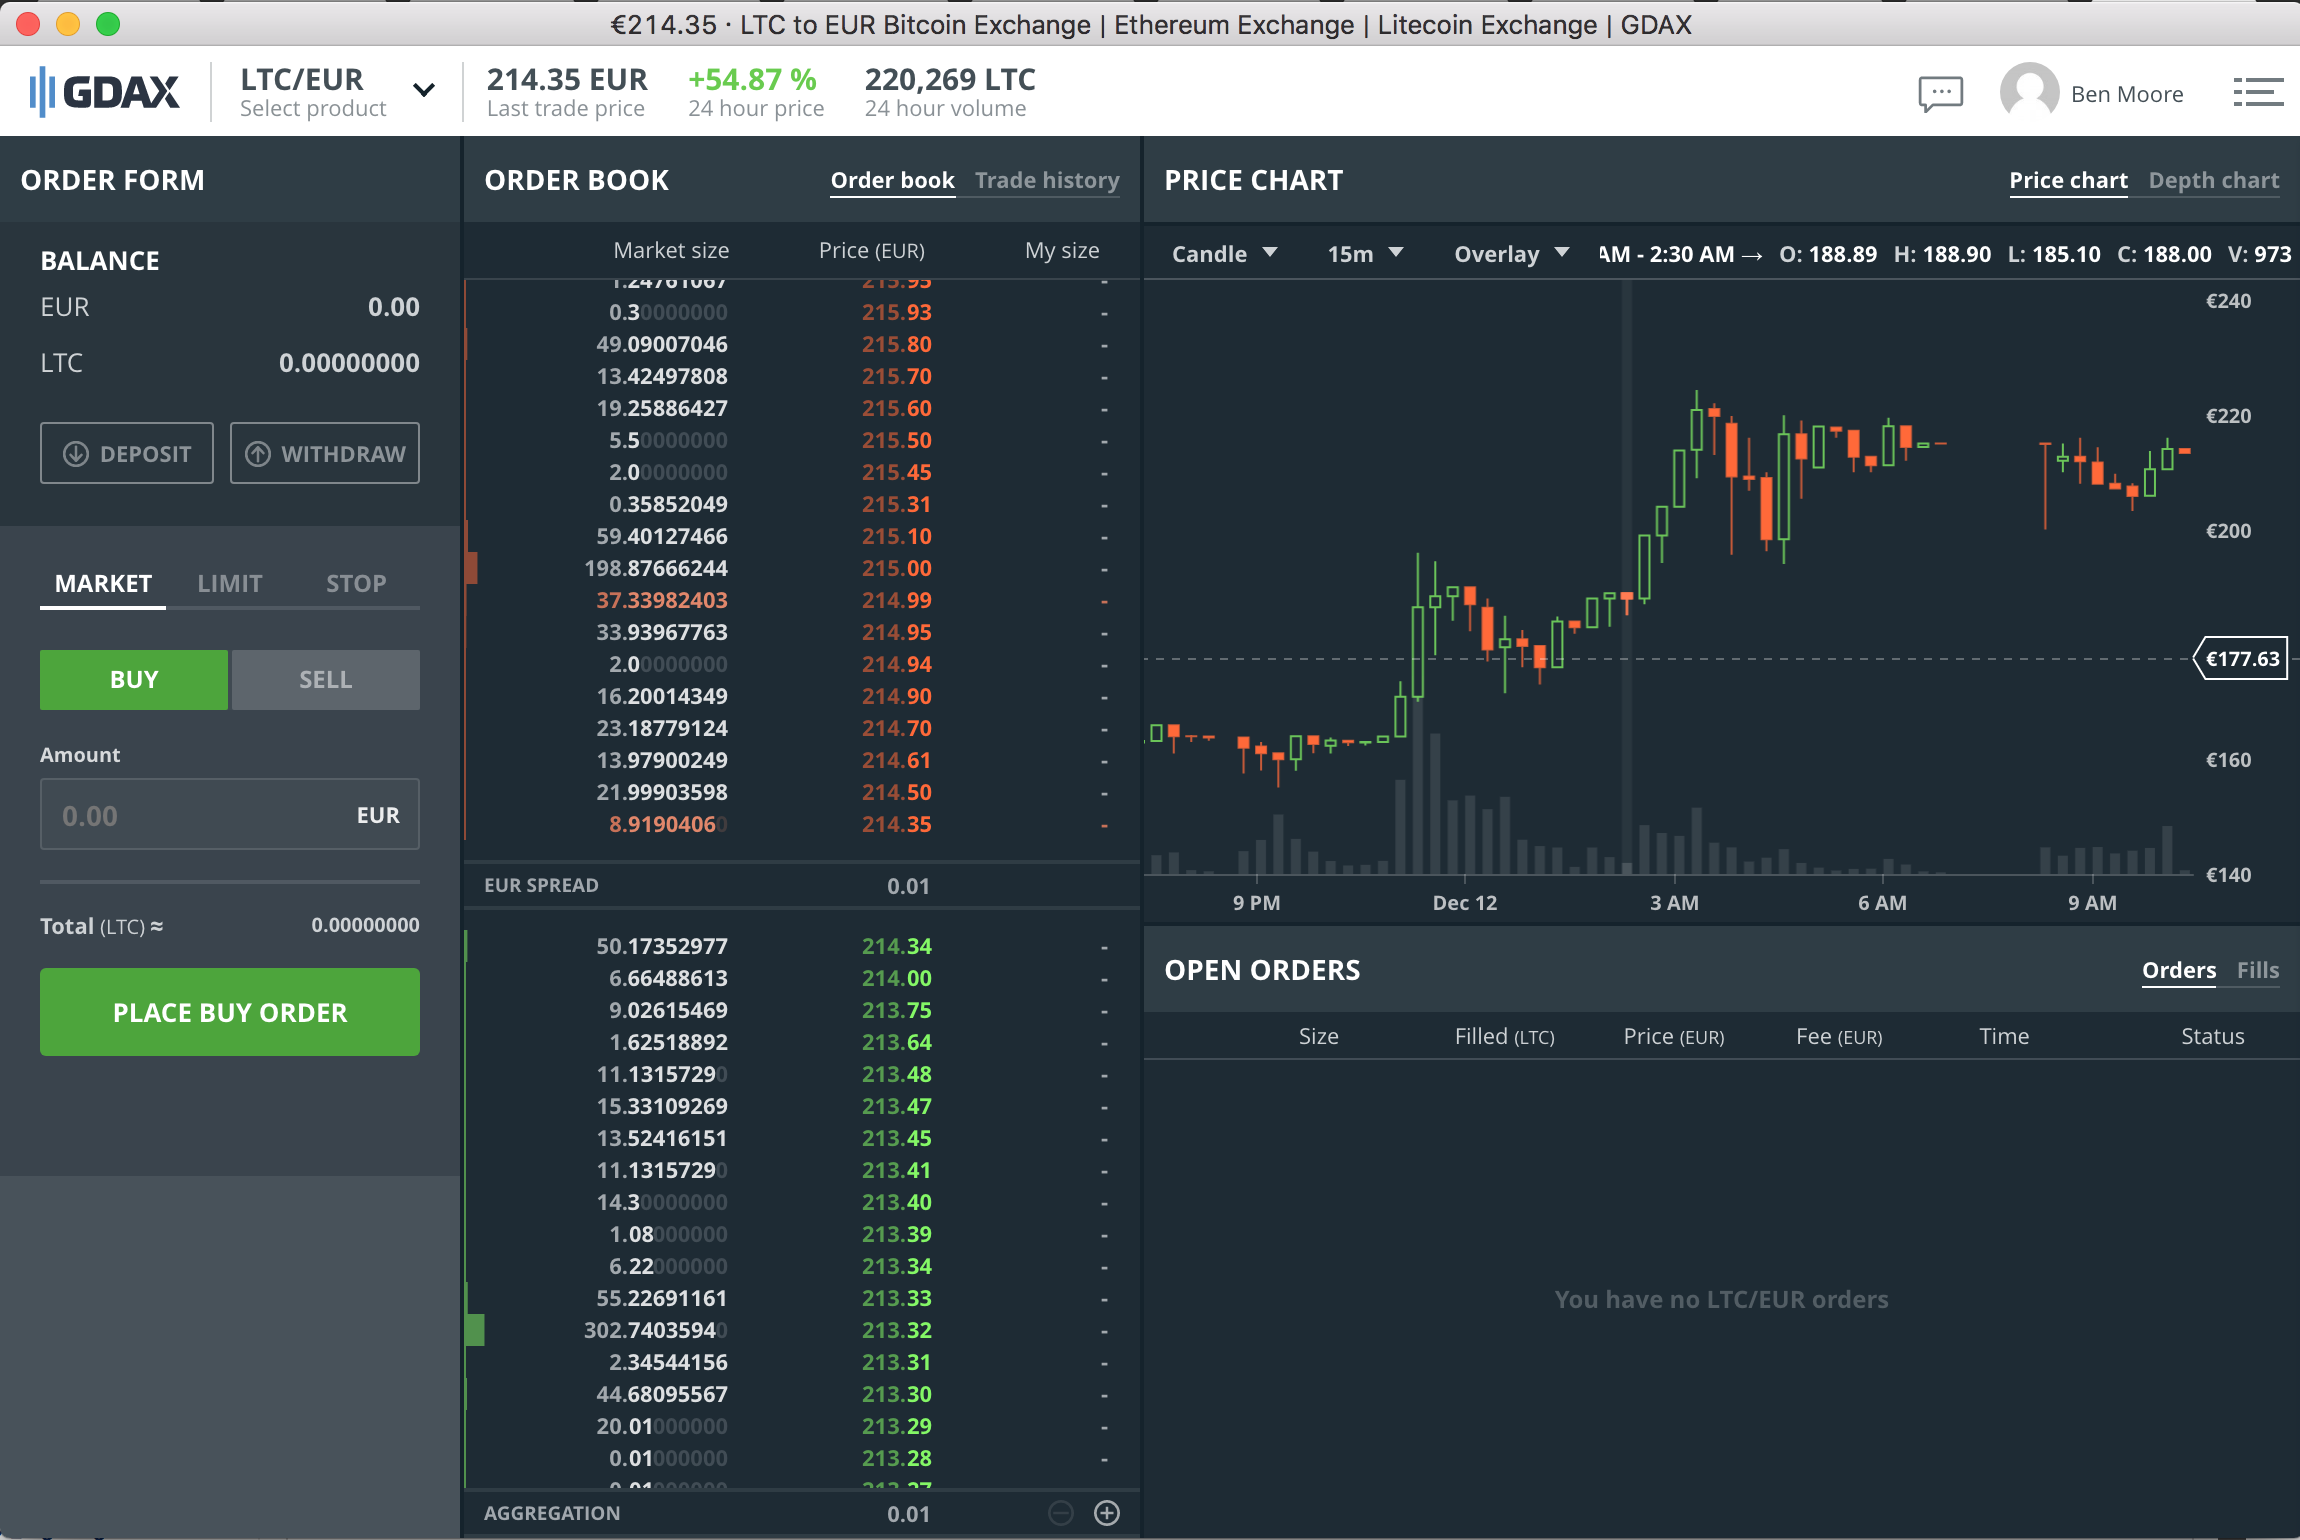 €214.35 · LTC to EUR Bitcoin Exchange | Ethereum Exchange | Litecoin Exchange | GDAX
GDAX
LTC/EUR
Select product
214.35 EUR
Last trade price
+54.87 %
24 hour price
220,269 LTC
24 hour volume
Ben Moore
ORDER FORM
BALANCE
EUR 0.00
LTC 0.00000000
DEPOSIT WITHDRAW
MARKET LIMIT STOP
BUY SELL
Amount
0.00 EUR
Total (LTC) ≈ 0.00000000
PLACE BUY ORDER
ORDER BOOK Order book Trade history
Market size Price (EUR) My size
1.24761067 215.95 -
0.30000000 215.93 -
49.09007046 215.80 -
13.42497808 215.70 -
19.25886427 215.60 -
5.50000000 215.50 -
2.00000000 215.45 -
0.35852049 215.31 -
59.40127466 215.10 -
198.87666244 215.00 -
37.33982403 214.99 -
33.93967763 214.95 -
2.00000000 214.94 -
16.20014349 214.90 -
23.18779124 214.70 -
13.97900249 214.61 -
21.99903598 214.50 -
8.91904060 214.35 -
EUR SPREAD 0.01
50.17352977 214.34 -
6.66488613 214.00 -
9.02615469 213.75 -
1.62518892 213.64 -
11.13157290 213.48 -
15.33109269 213.47 -
13.52416151 213.45 -
11.13157290 213.41 -
14.30000000 213.40 -
1.08000000 213.39 -
6.22000000 213.34 -
55.22691161 213.33 -
302.74035940 213.32 -
2.34544156 213.31 -
44.68095567 213.30 -
20.01000000 213.29 -
0.01000000 213.28 -
AGGREGATION 0.01
PRICE CHART Price chart Depth chart
Candle 15m Overlay AM - 2:30 AM → O: 188.89 H: 188.90 L: 185.10 C: 188.00 V: 973
€240
€220
€200
€177.63
€160
€140
9 PM Dec 12 3 AM 6 AM 9 AM
OPEN ORDERS Orders Fills
Size Filled (LTC) Price (EUR) Fee (EUR) Time Status
You have no LTC/EUR orders